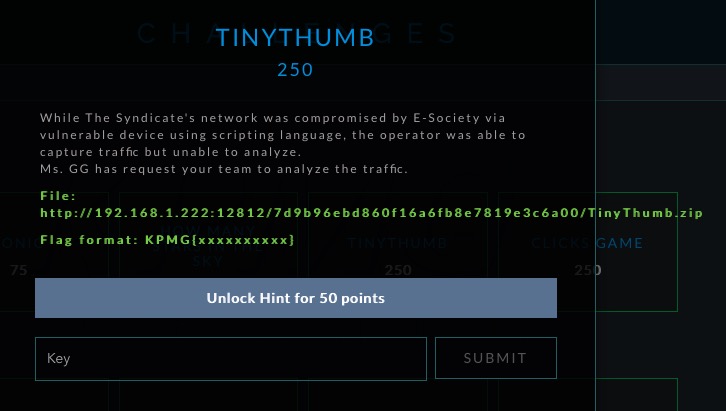 CHALLENGES
TINYTHUMB
250
While The Syndicate's network was compromised by E-Society via
vulnerable device using scripting language, the operator was able to
capture traffic but unable to analyze.
Ms. GG has request your team to analyze the traffic.
File:
http://192.168.1.222:12812/7d9b96ebd860f16a6fb8e7819e3c6a00/TinyThumb.zip
Flag format: KPMG{xxxxxxxxxx}
HOW MANY
SKY
75
TINYTHUMB
250
CLICKS GAME
250
Unlock Hint for 50 points
Key
SUBMIT